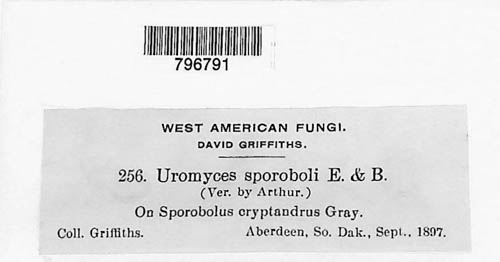 796791
WEST AMERICAN FUNGI.
DAVID GRIFFITHS.
256. Uromyces sporoboli E. & B.
(Ver. by Arthur.)
On Sporobolus cryptandrus Gray.
Coll. Griffiths. Aberdeen, So. Dak., Sept., 1897.